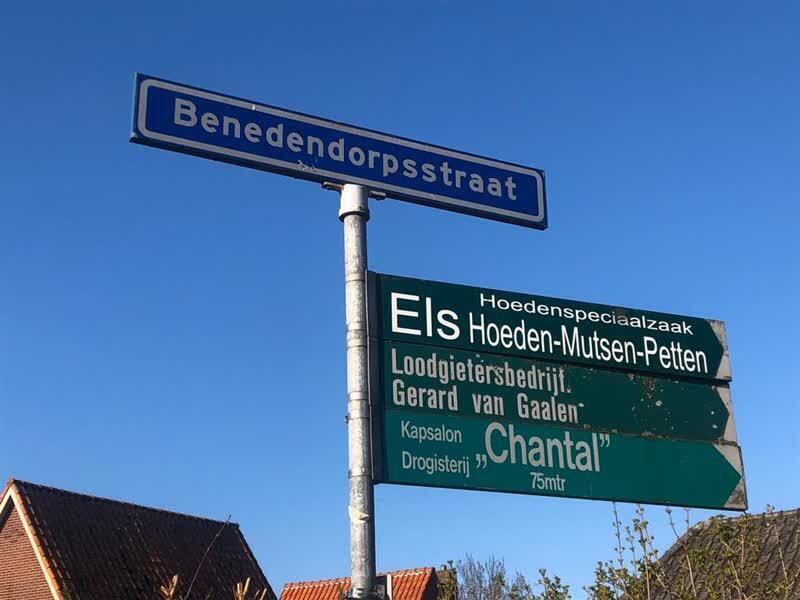 Benedendorpsstraat
Hoedenspeciaalzaak
Els Hoeden-Mutsen-Petten
Loodgietersbedrijf
Gerard van Gaalen
Kapsalon
Drogisterij „Chantal”
75mtr